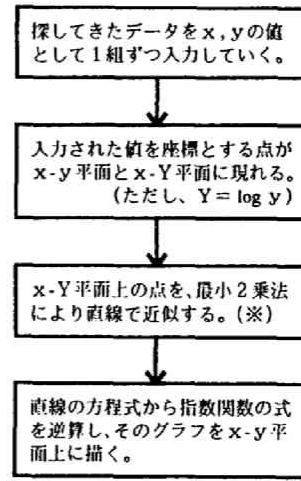 探してきたデータをx,yの値
として1組ずつ入力していく。
入力された値を座標とする点が
x-y平面とx-Y平面に現れる。
(ただし、Y=log y)
x-Y平面上の点を、最小2乗法
により直線で近似する。(※)
直線の方程式から指数関数の式
を逆算し、そのグラフをx-y平
面上に描く。